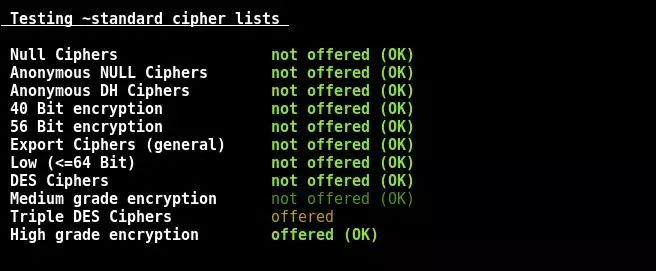 Testing ~standard cipher lists
Null Ciphers not offered (OK)
Anonymous NULL Ciphers not offered (OK)
Anonymous DH Ciphers not offered (OK)
40 Bit encryption not offered (OK)
56 Bit encryption not offered (OK)
Export Ciphers (general) not offered (OK)
Low (<=64 Bit) not offered (OK)
DES Ciphers not offered (OK)
Medium grade encryption not offered (OK)
Triple DES Ciphers offered
High grade encryption offered (OK)